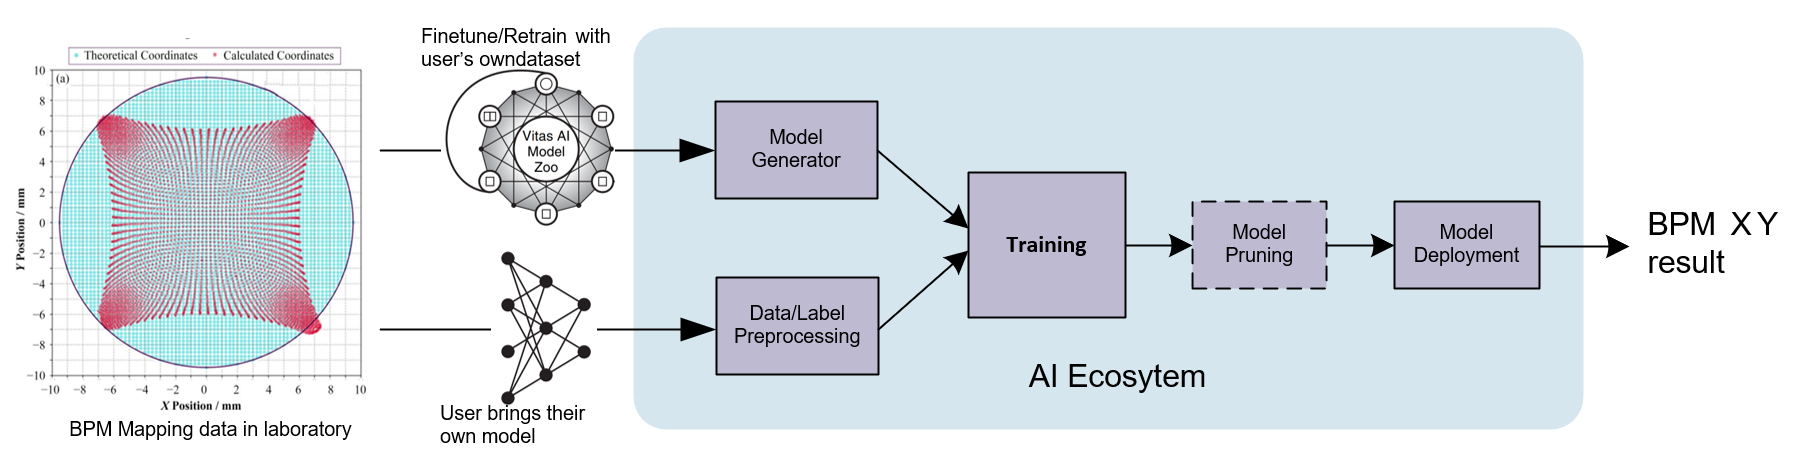 Theoretical Coordinates
Calculated Coordinates
(a)
10
8
6
4
2
0
−2
−4
−6
−8
−10
Y Position / mm
−10 −8 −6 −4 −2 0 2 4 6 8 10
X Position / mm
BPM Mapping data in laboratory
Finetune/Retrain with
user's owndataset
Vitas AI
Model
Zoo
User brings their
own model
Model
Generator
Data/Label
Preprocessing
Training
Model
Pruning
Model
Deployment
AI Ecosytem
BPM X Y
result